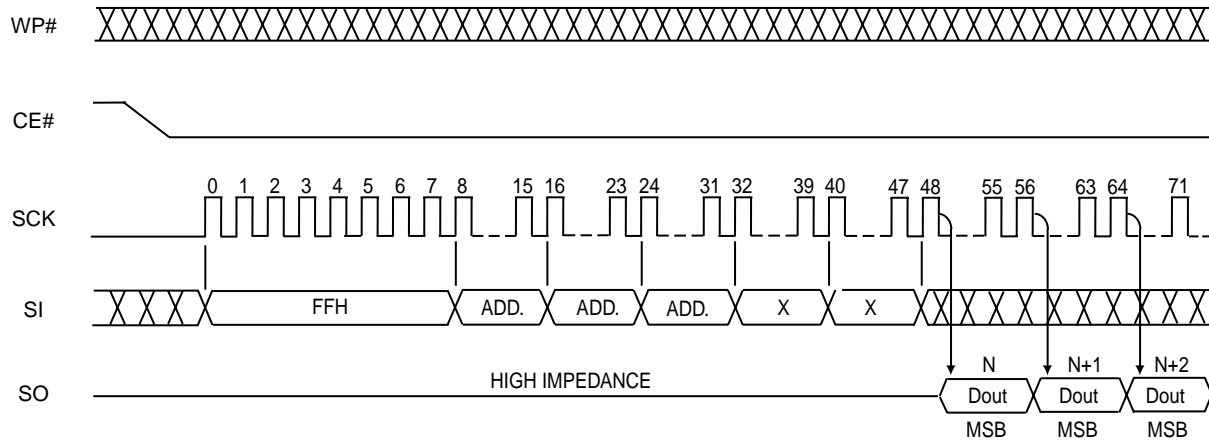 WP#
CE#
0 1 2 3 4 5 6 7 8 15 16 23 24 31 32 39 40 47 48 55 56 63 64 71
SCK
SI FFH ADD. ADD. ADD. X X
N N+1 N+2
HIGH IMPEDANCE
SO Dout Dout Dout
MSB MSB MSB